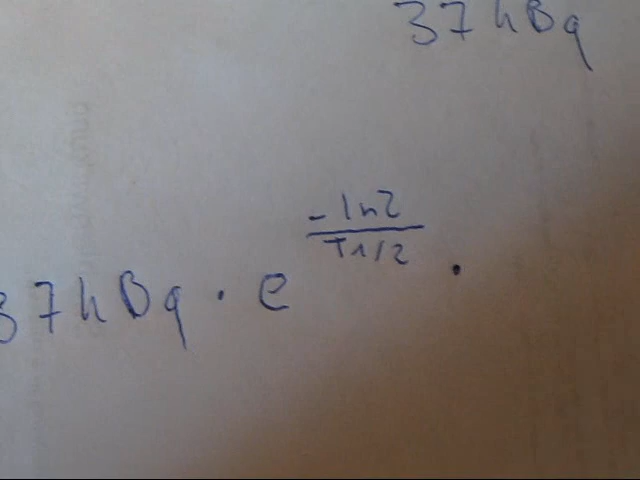 37 kBq
37 kBq · e^(-ln2/T1/2) ·